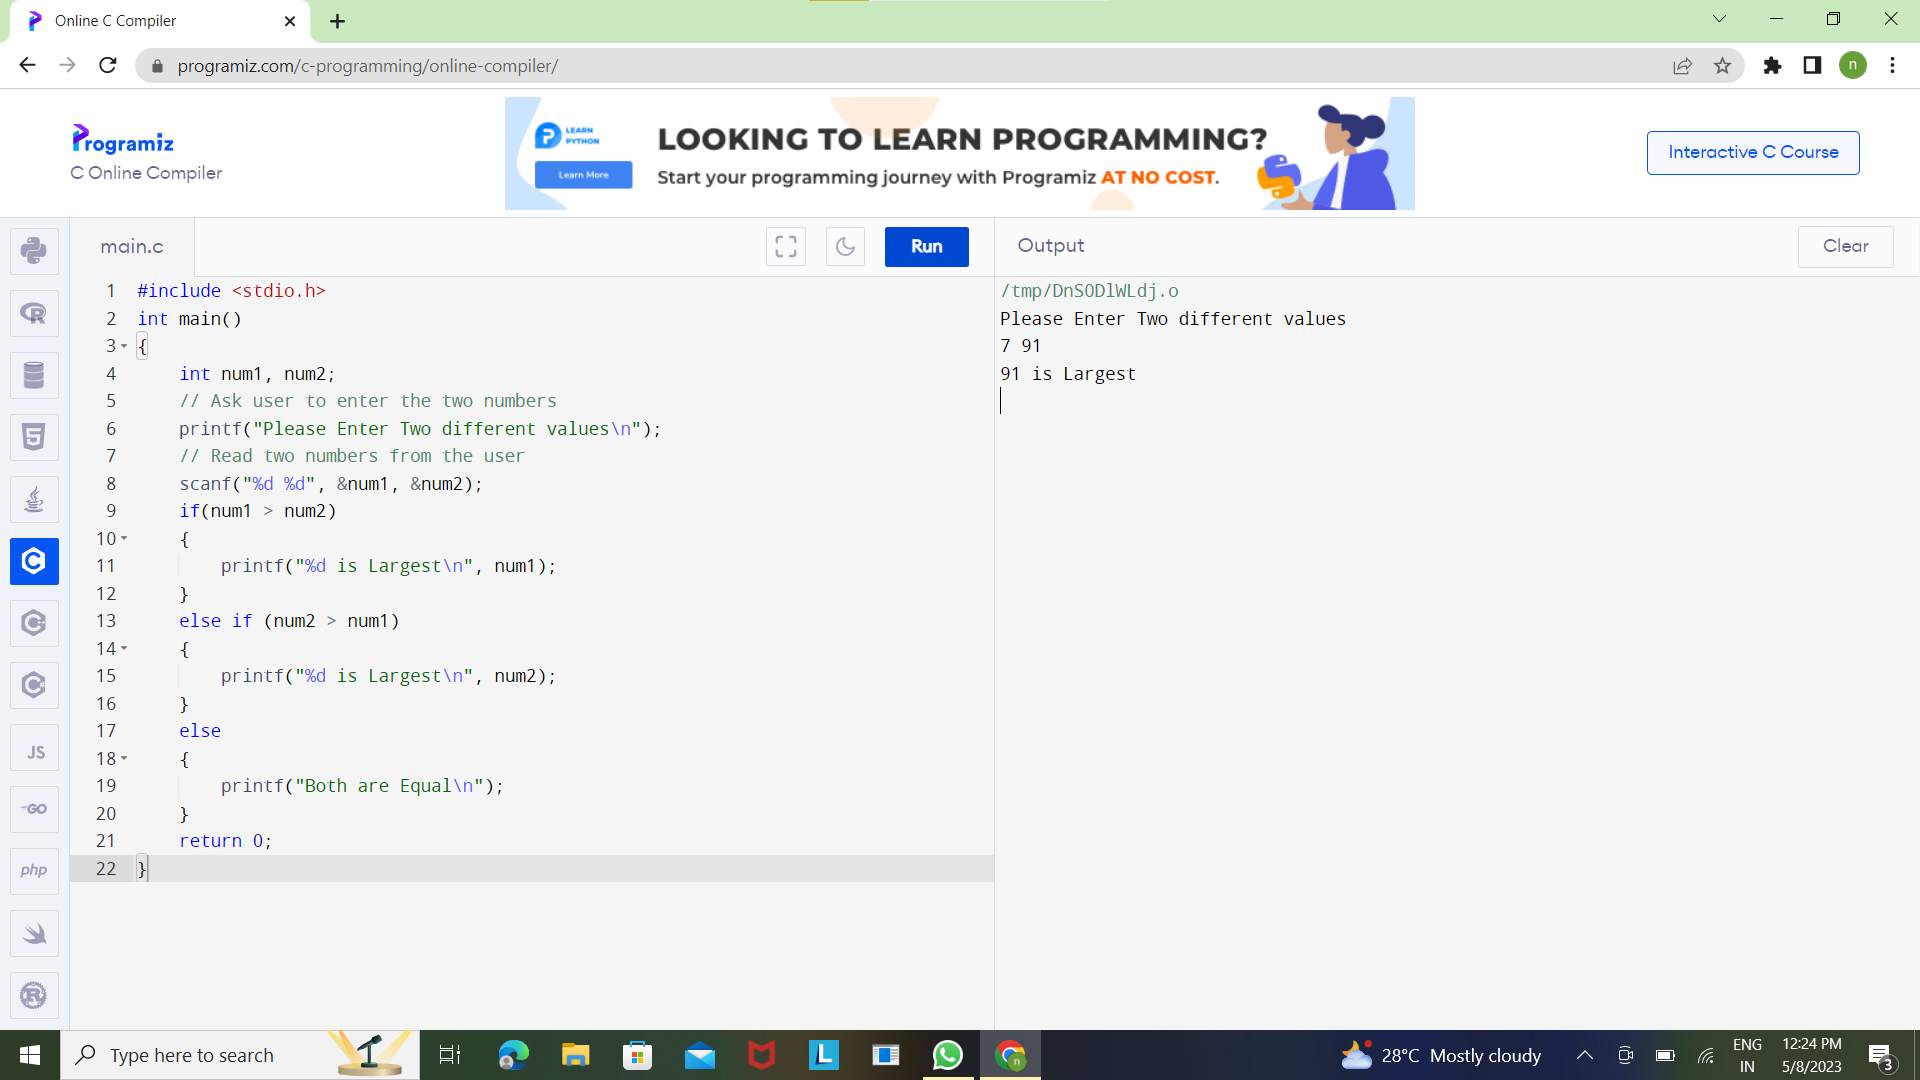 Online C Compiler
programiz.com/c-programming/online-compiler/
n
Programiz
C Online Compiler
LEARN
PYTHON
Learn More
LOOKING TO LEARN PROGRAMMING?
Start your programming journey with Programiz AT NO COST.
Interactive C Course
main.c
Run
Output
Clear
1 #include <stdio.h>
2 int main()
3 {
4 int num1, num2;
5 // Ask user to enter the two numbers
6 printf("Please Enter Two different values\n");
7 // Read two numbers from the user
8 scanf("%d %d", &num1, &num2);
9 if(num1 > num2)
10 {
11 printf("%d is Largest\n", num1);
12 }
13 else if (num2 > num1)
14 {
15 printf("%d is Largest\n", num2);
16 }
17 else
18 {
19 printf("Both are Equal\n");
20 }
21 return 0;
22 }
/tmp/DnSODlWLdj.o
Please Enter Two different values
7 91
91 is Largest
R
5
C
C
C
JS
GO
php
R
Type here to search
L
n
28°C Mostly cloudy
ENG
IN
12:24 PM
5/8/2023
3